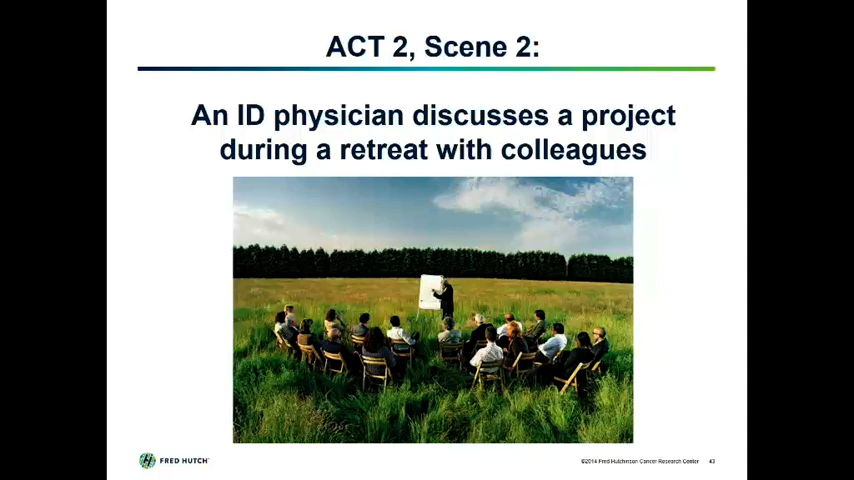 ACT 2, Scene 2:
An ID physician discusses a project
during a retreat with colleagues
FRED HUTCH
©2014 Fred Hutchinson Cancer Research Center 43